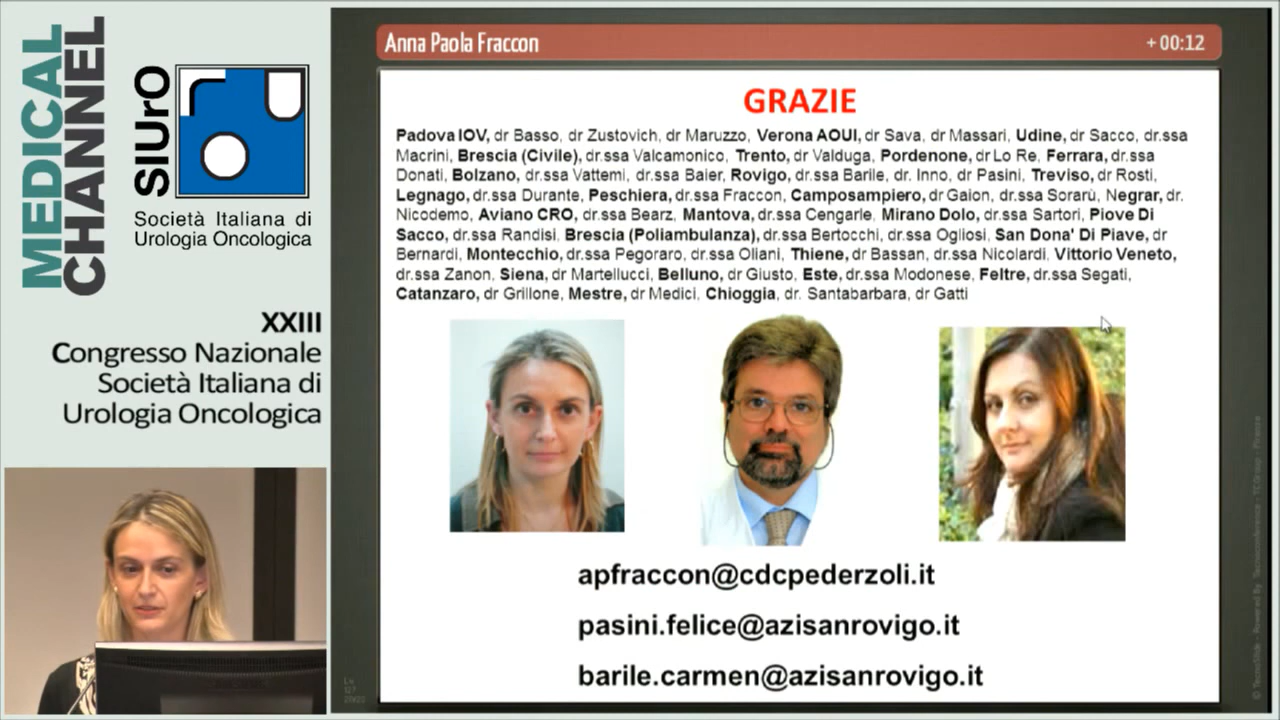 MEDICAL
CHANNEL
SIUrO
Società Italiana di
Urologia Oncologica
XXIII
Congresso Nazionale
Società Italiana di
Urologia Oncologica
Anna Paola Fraccon
+ 00:12
GRAZIE
Padova IOV, dr Basso, dr Zustovich, dr Maruzzo, Verona AOUI, dr Sava, dr Massari, Udine, dr Sacco, dr.ssa
Macrini, Brescia (Civile), dr.ssa Valcamonico, Trento, dr Valduga, Pordenone, dr Lo Re, Ferrara, dr.ssa
Donati, Bolzano, dr.ssa Vattemi, dr.ssa Baier, Rovigo, dr.ssa Barile, dr. Inno, dr Pasini, Treviso, dr Rosti,
Legnago, dr.ssa Durante, Peschiera, dr.ssa Fraccon, Camposampiero, dr Gaion, dr.ssa Sorarù, Negrar, dr.
Nicodemo, Aviano CRO, dr.ssa Bearz, Mantova, dr.ssa Cengarle, Mirano Dolo, dr.ssa Sartori, Piove Di
Sacco, dr.ssa Randisi, Brescia (Poliambulanza), dr.ssa Bertocchi, dr.ssa Ogliosi, San Dona' Di Piave, dr
Bernardi, Montecchio, dr.ssa Pegoraro, dr.ssa Oliani, Thiene, dr Bassan, dr.ssa Nicolardi, Vittorio Veneto,
dr.ssa Zanon, Siena, dr Martellucci, Belluno, dr Giusto, Este, dr.ssa Modonese, Feltre, dr.ssa Segati,
Catanzaro, dr Grillone, Mestre, dr Medici, Chioggia, dr. Santabarbara, dr Gatti
apfraccon@cdcpederzoli.it
pasini.felice@azisanrovigo.it
barile.carmen@azisanrovigo.it
© TecnoSlide - Powered By Tecnoconference - TCGroup - Firenze